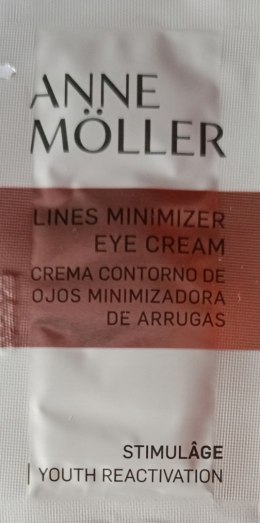 ANNE
MÖLLER
LINES MINIMIZER
EYE CREAM
CREMA CONTORNO DE
OJOS MINIMIZADORA
DE ARRUGAS
STIMULÂGE
| YOUTH REACTIVATION